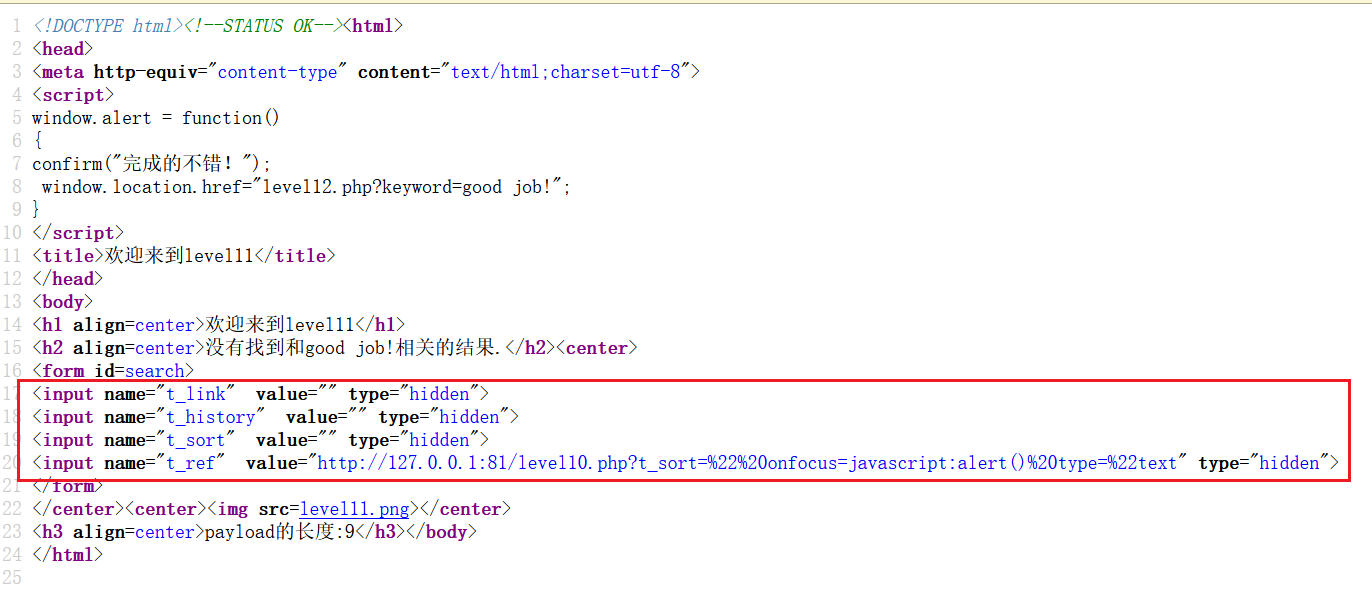 1 <!DOCTYPE html><!--STATUS OK--><html>
2 <head>
3 <meta http-equiv="content-type" content="text/html;charset=utf-8">
4 <script>
5 window.alert = function()
6 {
7 confirm("完成的不错！");
8  window.location.href="level12.php?keyword=good job!";
9 }
10 </script>
11 <title>欢迎来到level11</title>
12 </head>
13 <body>
14 <h1 align=center>欢迎来到level11</h1>
15 <h2 align=center>没有找到和good job!相关的结果.</h2><center>
16 <form id=search>
17 <input name="t_link"  value="" type="hidden">
18 <input name="t_history"  value="" type="hidden">
19 <input name="t_sort"  value="" type="hidden">
20 <input name="t_ref"  value="http://127.0.0.1:81/level10.php?t_sort=%22%20onfocus=javascript:alert()%20type=%22text" type="hidden">
21 </form>
22 </center><center><img src=level11.png></center>
23 <h3 align=center>payload的长度:9</h3></body>
24 </html>
25